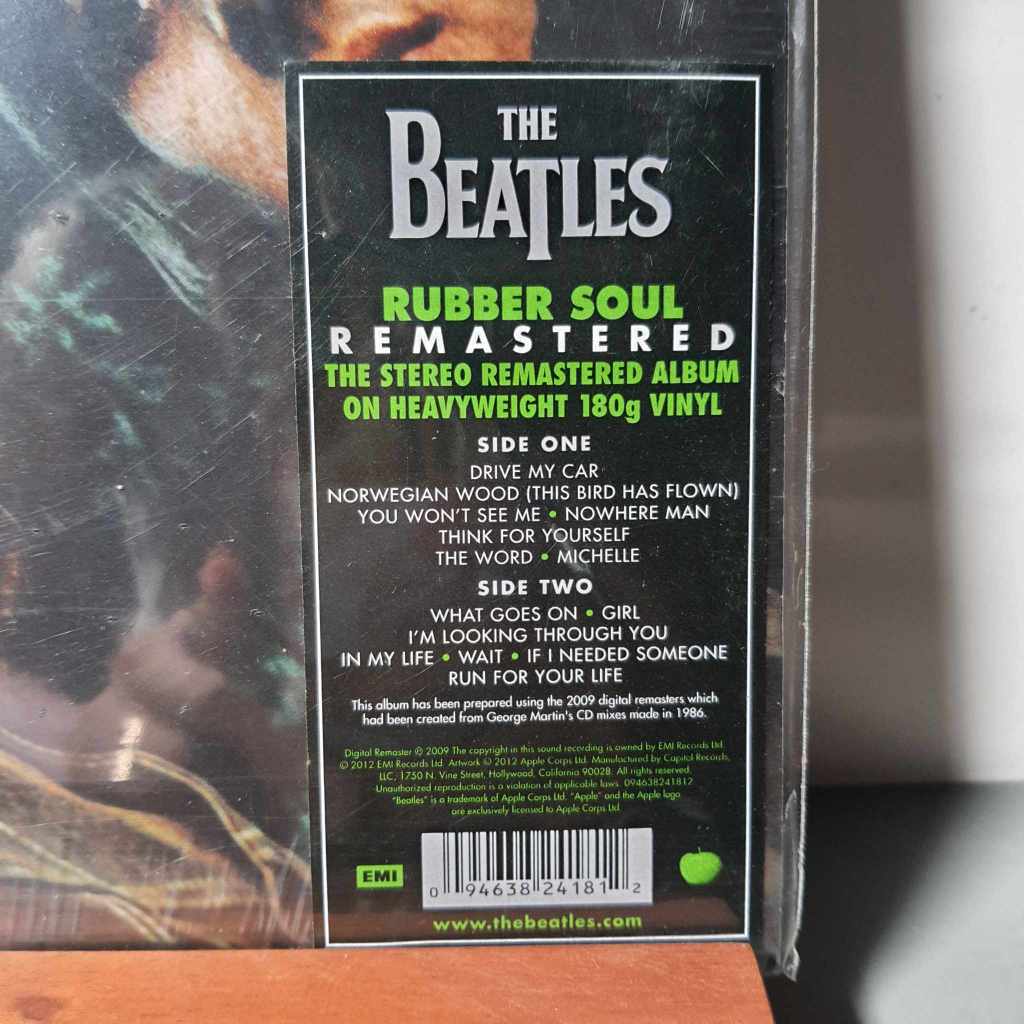 THE
BEATLES
RUBBER SOUL
REMASTERED
THE STEREO REMASTERED ALBUM
ON HEAVYWEIGHT 180g VINYL
SIDE ONE
DRIVE MY CAR
NORWEGIAN WOOD (THIS BIRD HAS FLOWN)
YOU WON'T SEE ME • NOWHERE MAN
THINK FOR YOURSELF
THE WORD • MICHELLE
SIDE TWO
WHAT GOES ON • GIRL
I'M LOOKING THROUGH YOU
IN MY LIFE • WAIT • IF I NEEDED SOMEONE
RUN FOR YOUR LIFE
This album has been prepared using the 2009 digital remasters which
had been created from George Martin's CD mixes made in 1986.
Digital Remaster ℗ 2009 The copyright in this sound recording is owned by EMI Records Ltd.
© 2012 EMI Records Ltd. Artwork © 2012 Apple Corps Ltd. Manufactured by Capitol Records,
LLC, 1750 N. Vine Street, Hollywood, California 90028. All rights reserved.
Unauthorized reproduction is a violation of applicable laws. 094638241812
"Beatles" is a trademark of Apple Corps Ltd. "Apple" and the Apple logo
are exclusively licensed to Apple Corps Ltd.
EMI
0 94638 24181 2
www.thebeatles.com